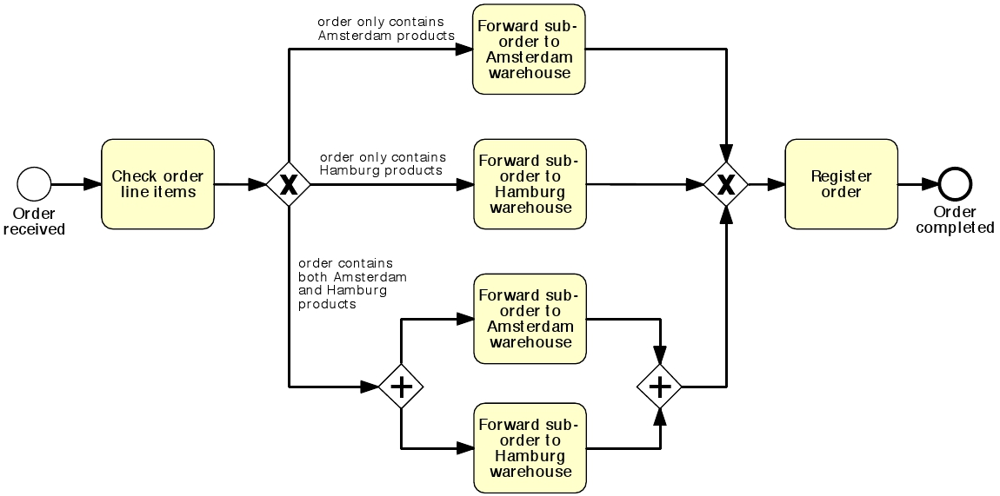 order only contains
Amsterdam products
Forward sub-
order to
Amsterdam
warehouse
Order
received
Check order
line items
X
order only contains
Hamburg products
Forward sub-
order to
Hamburg
warehouse
X
Register
order
Order
completed
order contains
both Amsterdam
and Hamburg
products
+
Forward sub-
order to
Amsterdam
warehouse
+
Forward sub-
order to
Hamburg
warehouse